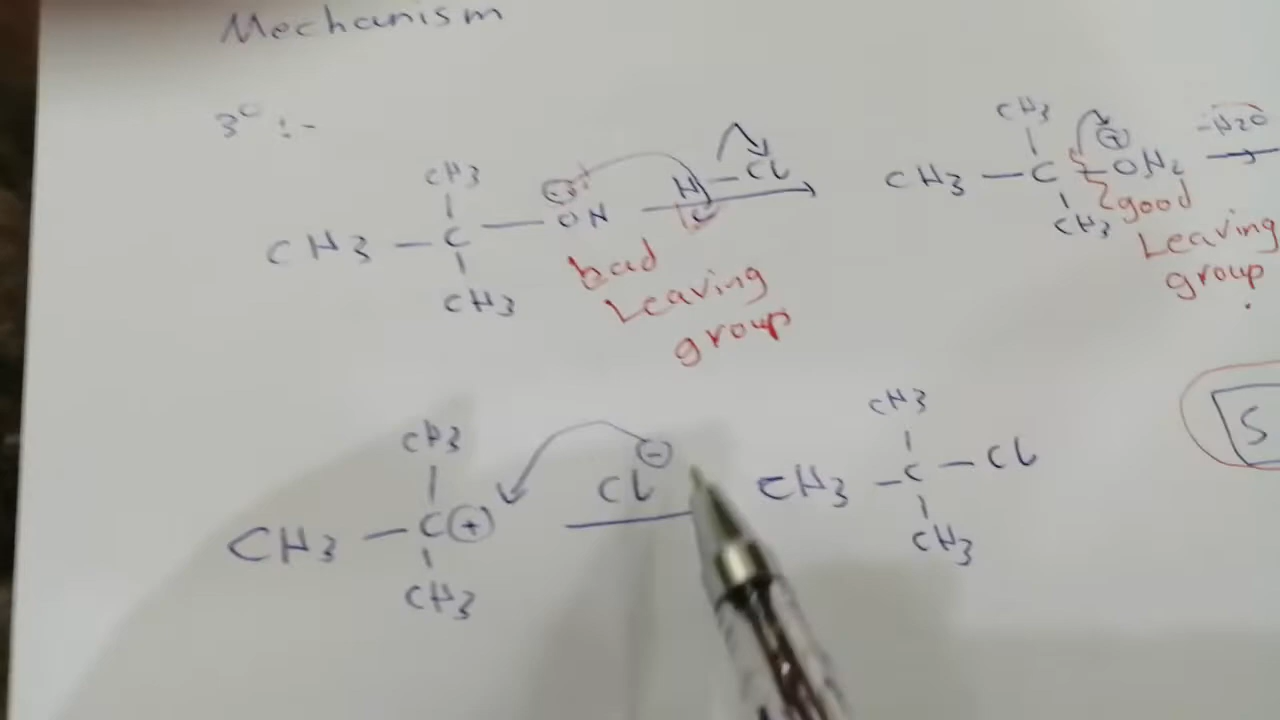 Mechanism
3° :-
CH3 CH3
CH3 — C — OH H — Cl CH3 — C — OH2 -H2O
CH3 CH3
bad Leaving group
good Leaving group
CH3 CH3
CH3 — C + Cl - CH3 — C — Cl
CH3 CH3
S